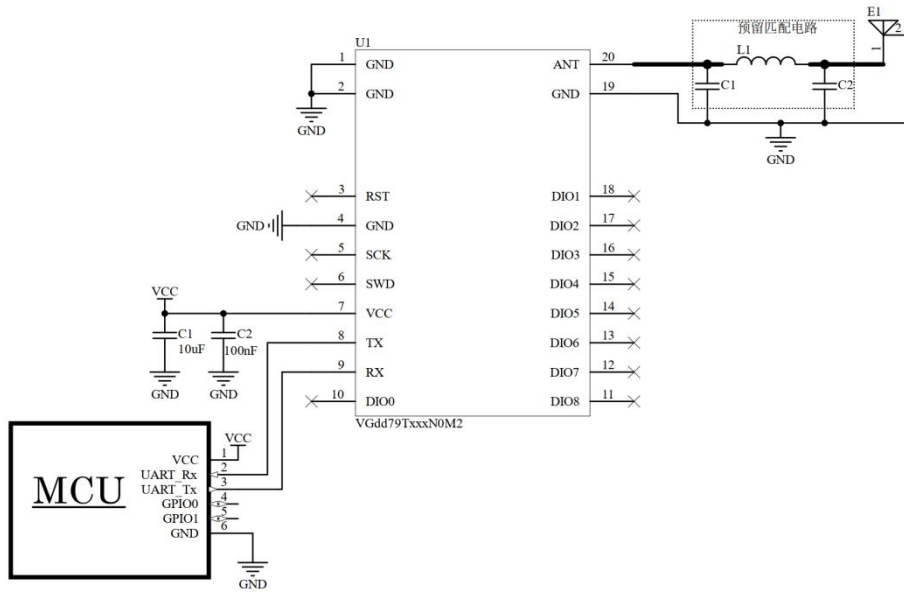 E1
预留匹配电路
2
1
L1
C1
C2
GND
U1
1 GND
2 GND
GND
3 RST
GND 4 GND
5 SCK
6 SWD
7 VCC
8 TX
9 RX
10 DIO0
ANT 20
GND 19
DIO1 18
DIO2 17
DIO3 16
DIO4 15
DIO5 14
DIO6 13
DIO7 12
DIO8 11
VGdd79TxxxN0M2
VCC
C1
10uF
C2
100nF
GND
GND
MCU
VCC
VCC 1
UART_Rx 2
UART_Tx 3
GPIO0 4
GPIO1 5
GND 6
GND